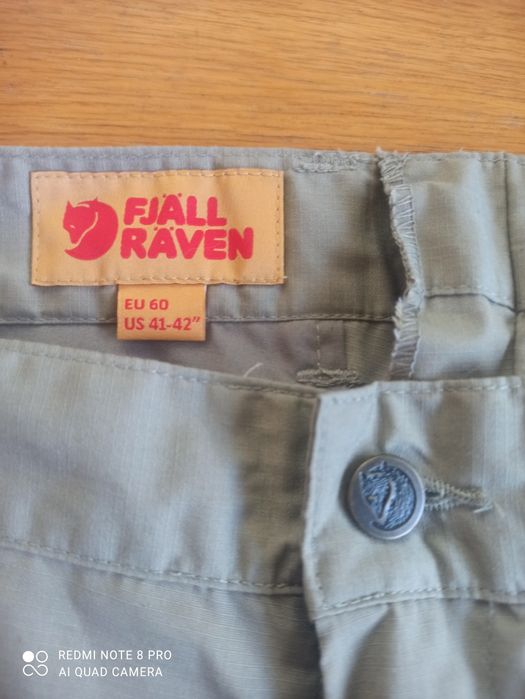 FJÄLL
RÄVEN
EU 60
US 41-42"
REDMI NOTE 8 PRO
AI QUAD CAMERA